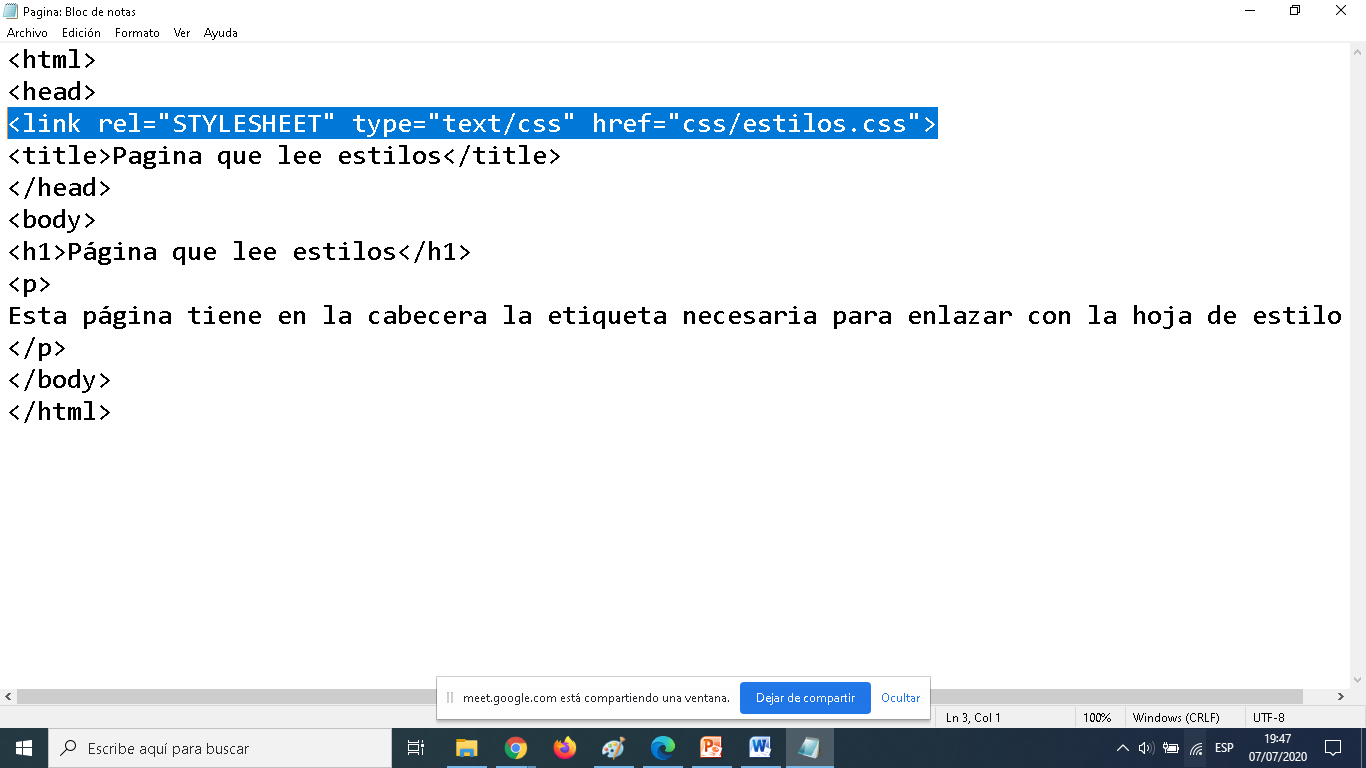 Pagina: Bloc de notas
Archivo Edición Formato Ver Ayuda
<html>
<head>
<link rel="STYLESHEET" type="text/css" href="css/estilos.css">
<title>Pagina que lee estilos</title>
</head>
<body>
<h1>Página que lee estilos</h1>
<p>
Esta página tiene en la cabecera la etiqueta necesaria para enlazar con la hoja de estilo
</p>
</body>
</html>
meet.google.com está compartiendo una ventana. Dejar de compartir Ocultar
Ln 3, Col 1 100% Windows (CRLF) UTF-8
Escribe aquí para buscar
ESP
19:47
07/07/2020